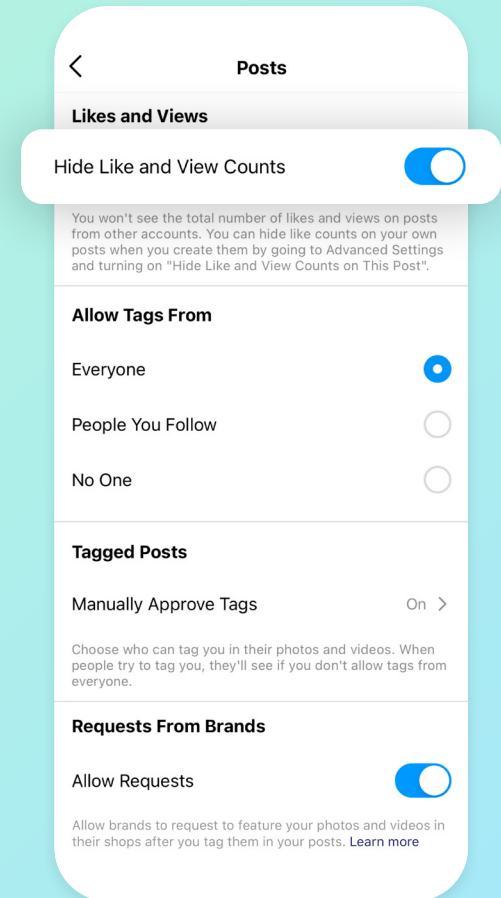 Posts
Likes and Views
Hide Like and View Counts
You won't see the total number of likes and views on posts
from other accounts. You can hide like counts on your own
posts when you create them by going to Advanced Settings
and turning on "Hide Like and View Counts on This Post".
Allow Tags From
Everyone
People You Follow
No One
Tagged Posts
Manually Approve Tags On
Choose who can tag you in their photos and videos. When
people try to tag you, they'll see if you don't allow tags from
everyone.
Requests From Brands
Allow Requests
Allow brands to request to feature your photos and videos in
their shops after you tag them in your posts. Learn more